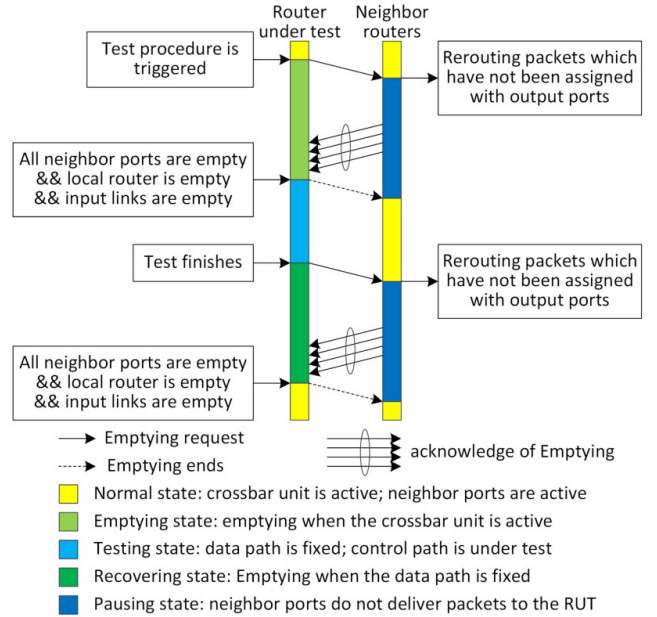 Router
under test
Neighbor
routers
Test procedure is
triggered
Rerouting packets which
have not been assigned
with output ports
All neighbor ports are empty
&& local router is empty
&& input links are empty
Test finishes
Rerouting packets which
have not been assigned
with output ports
All neighbor ports are empty
&& local router is empty
&& input links are empty
Emptying request
acknowledge of Emptying
Emptying ends
Normal state: crossbar unit is active; neighbor ports are active
Emptying state: emptying when the crossbar unit is active
Testing state: data path is fixed; control path is under test
Recovering state: Emptying when the data path is fixed
Pausing state: neighbor ports do not deliver packets to the RUT